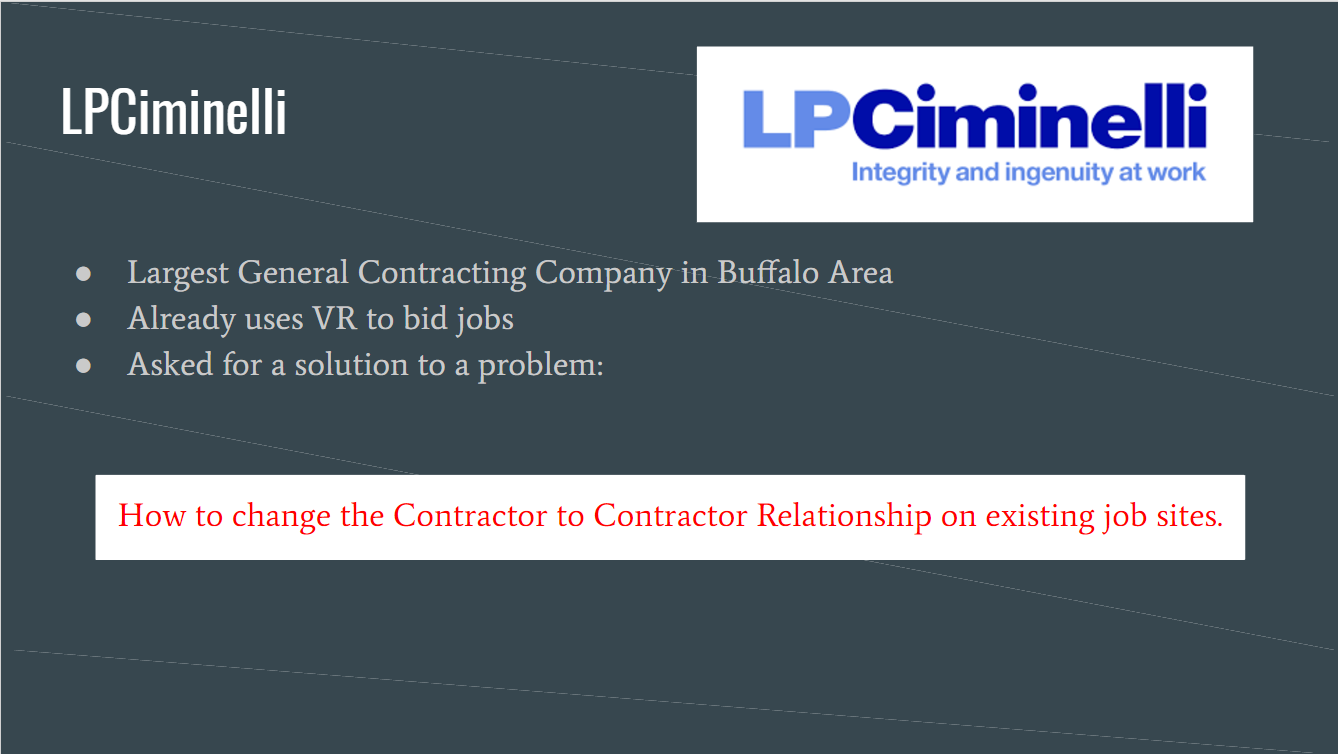 LPCiminelli
LPCiminelli
Integrity and ingenuity at work
● Largest General Contracting Company in Buffalo Area
● Already uses VR to bid jobs
● Asked for a solution to a problem:
How to change the Contractor to Contractor Relationship on existing job sites.